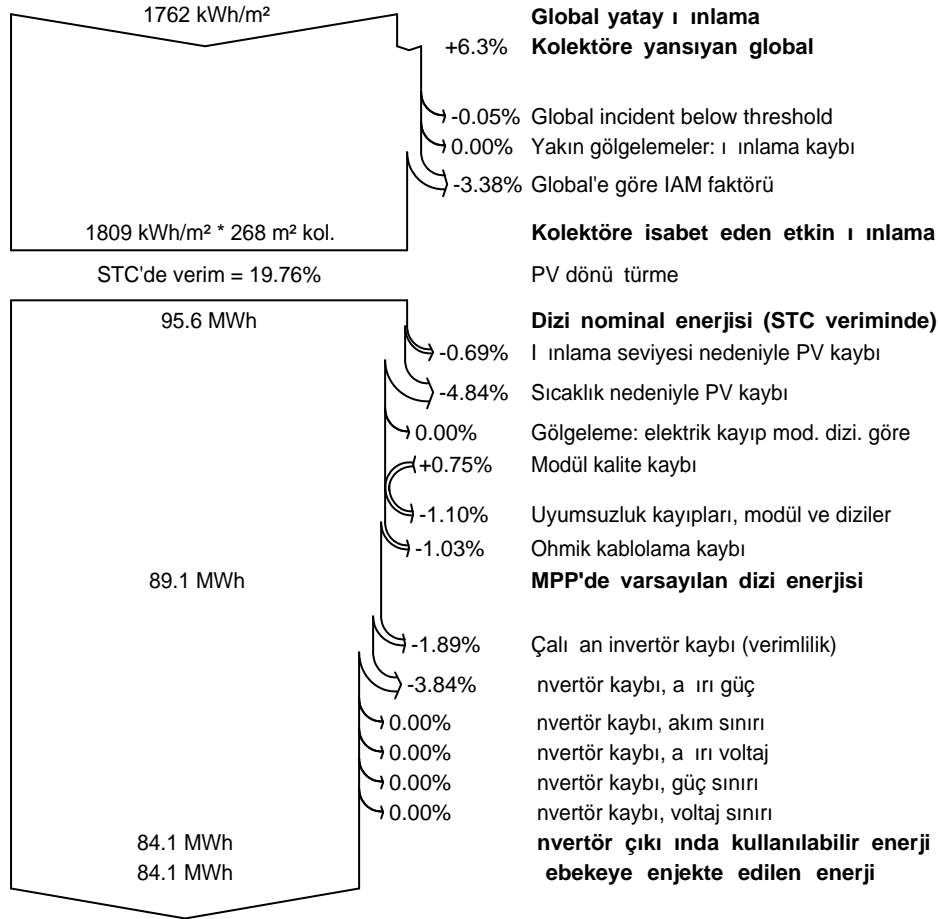 1762 kWh/m² Global yatay ı ınlama
+6.3% Kolektöre yansıyan global
-0.05% Global incident below threshold
0.00% Yakın gölgelemeler: ı ınlama kaybı
-3.38% Global'e göre IAM faktörü
1809 kWh/m² * 268 m² kol. Kolektöre isabet eden etkin ı ınlama
STC'de verim = 19.76% PV dönü türme
95.6 MWh Dizi nominal enerjisi (STC veriminde)
-0.69% I ınlama seviyesi nedeniyle PV kaybı
-4.84% Sıcaklık nedeniyle PV kaybı
0.00% Gölgeleme: elektrik kayıp mod. dizi. göre
+0.75% Modül kalite kaybı
-1.10% Uyumsuzluk kayıpları, modül ve diziler
-1.03% Ohmik kablolama kaybı
89.1 MWh MPP'de varsayılan dizi enerjisi
-1.89% Çalı an invertör kaybı (verimlilik)
-3.84% nvertör kaybı, a ırı güç
0.00% nvertör kaybı, akım sınırı
0.00% nvertör kaybı, a ırı voltaj
0.00% nvertör kaybı, güç sınırı
0.00% nvertör kaybı, voltaj sınırı
84.1 MWh nvertör çıkı ında kullanılabilir enerji
84.1 MWh ebekeye enjekte edilen enerji